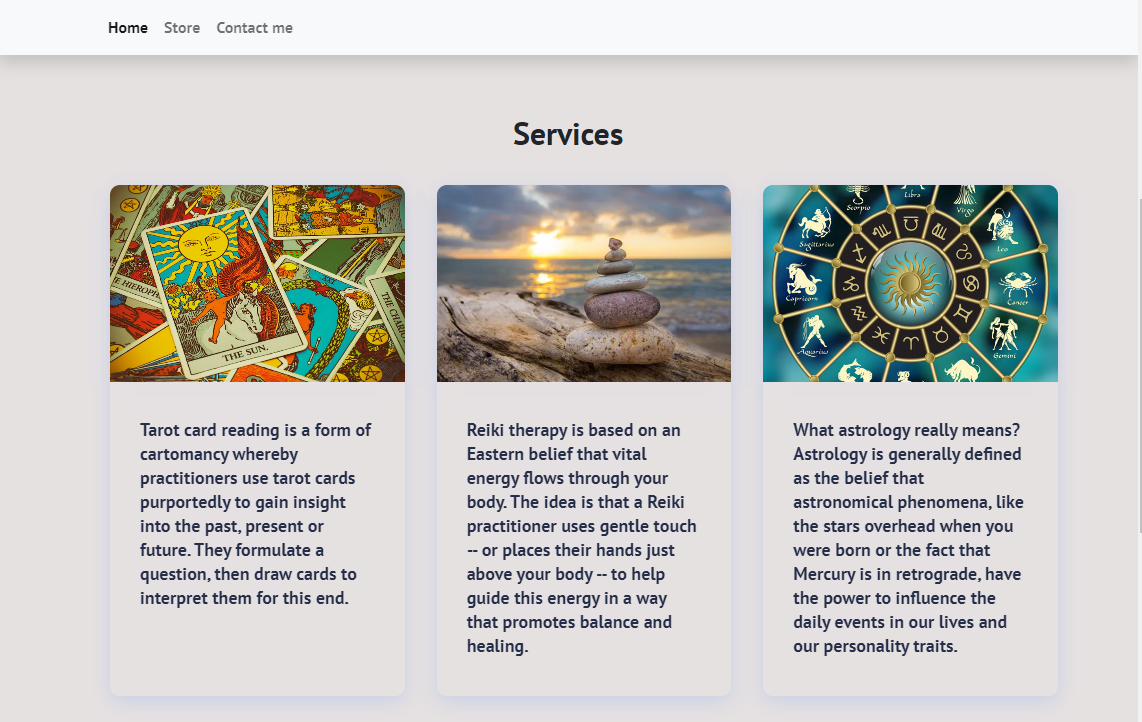 Home Store Contact me
Services
THE HIEROPH
THE SUN.
XXI
THE CHARIO
Scorpio
Libra
Virgo
Sagittarius
Leo
Capricorn
Cancer
Aquarius
Gemini
Tarot card reading is a form of
cartomancy whereby
practitioners use tarot cards
purportedly to gain insight
into the past, present or
future. They formulate a
question, then draw cards to
interpret them for this end.
Reiki therapy is based on an
Eastern belief that vital
energy flows through your
body. The idea is that a Reiki
practitioner uses gentle touch
-- or places their hands just
above your body -- to help
guide this energy in a way
that promotes balance and
healing.
What astrology really means?
Astrology is generally defined
as the belief that
astronomical phenomena, like
the stars overhead when you
were born or the fact that
Mercury is in retrograde, have
the power to influence the
daily events in our lives and
our personality traits.